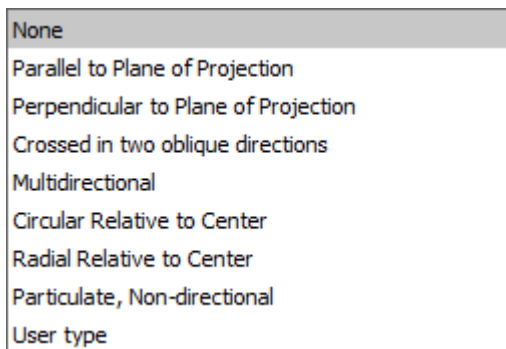 None
Parallel to Plane of Projection
Perpendicular to Plane of Projection
Crossed in two oblique directions
Multidirectional
Circular Relative to Center
Radial Relative to Center
Particulate, Non-directional
User type